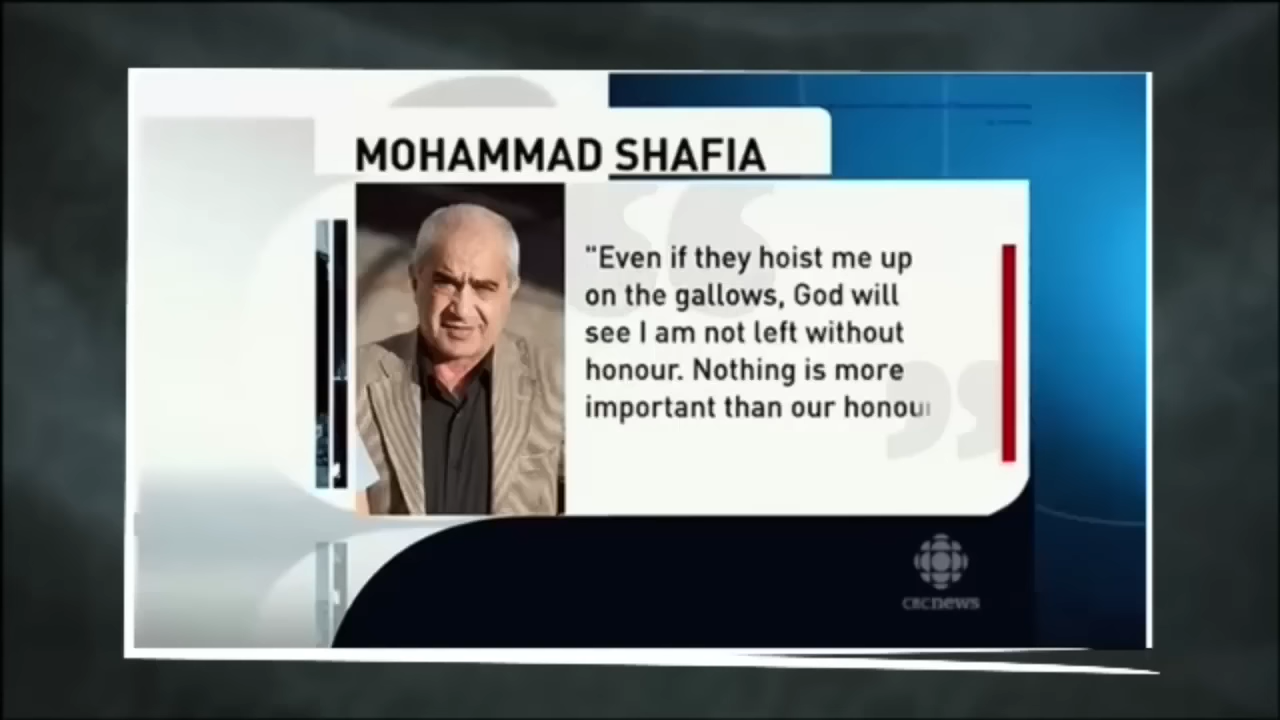 MOHAMMAD SHAFIA
"Even if they hoist me up
on the gallows, God will
see I am not left without
honour. Nothing is more
important than our honou
CBCnews